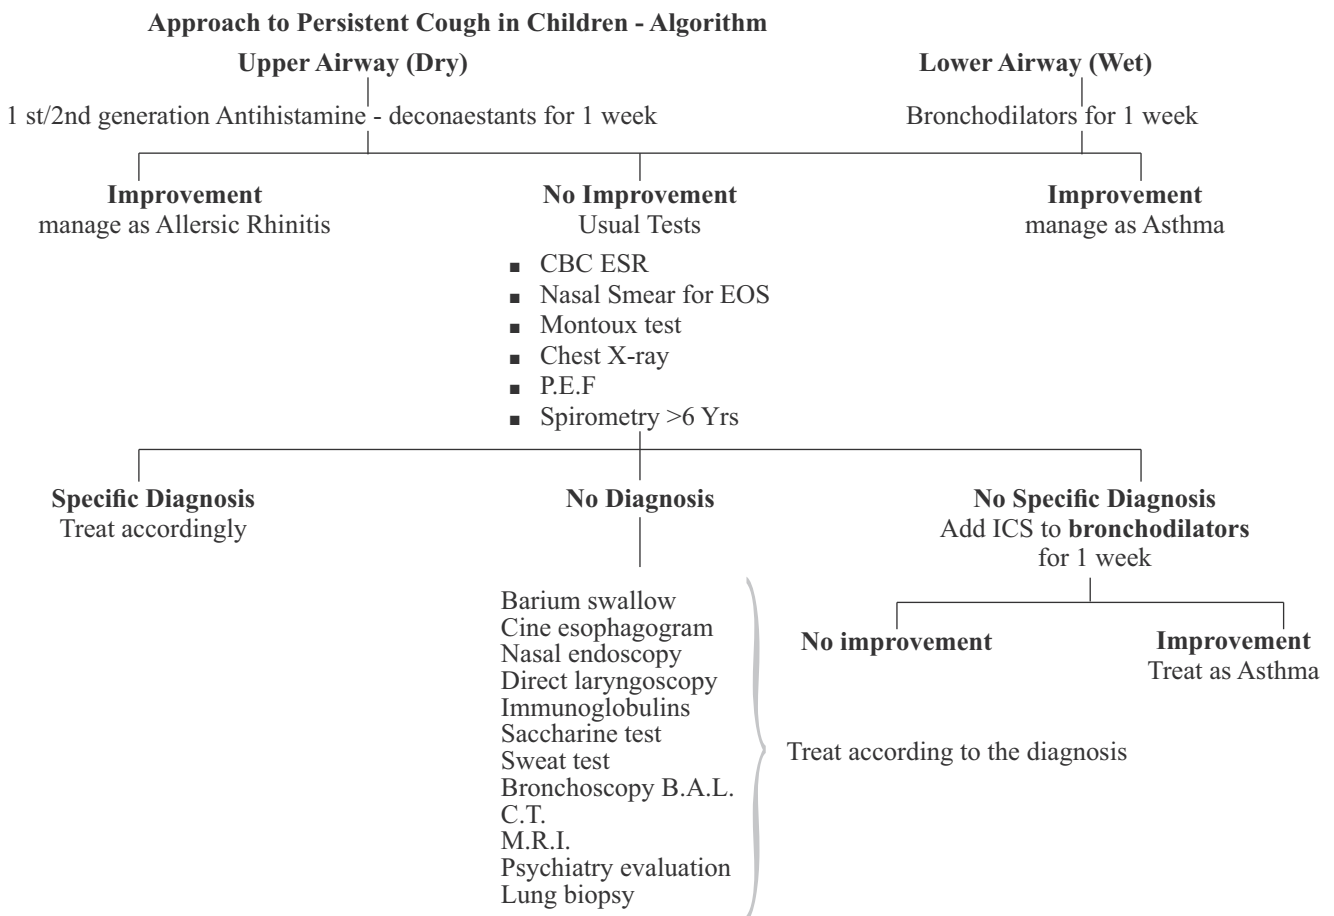 Approach to Persistent Cough in Children - Algorithm
Upper Airway (Dry)
Lower Airway (Wet)
1 st/2nd generation Antihistamine - deconaestants for 1 week
Bronchodilators for 1 week
Improvement
manage as Allersic Rhinitis
No Improvement
Usual Tests
Improvement
manage as Asthma
■ CBC ESR
■ Nasal Smear for EOS
■ Montoux test
■ Chest X-ray
■ P.E.F
■ Spirometry >6 Yrs
Specific Diagnosis
Treat accordingly
No Diagnosis
No Specific Diagnosis
Add ICS to bronchodilators
for 1 week
Barium swallow
Cine esophagogram
Nasal endoscopy
Direct laryngoscopy
Immunoglobulins
Saccharine test
Sweat test
Bronchoscopy B.A.L.
C.T.
M.R.I.
Psychiatry evaluation
Lung biopsy
No improvement
Improvement
Treat as Asthma
Treat according to the diagnosis